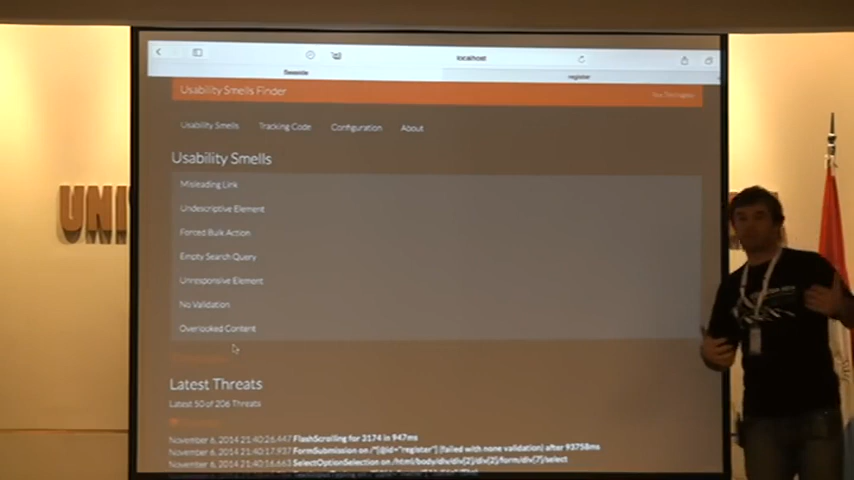 localhost
Seaside
register
Usability Smells Finder
Usability Smells Tracking Code Configuration About
Usability Smells
Misleading Link
Undescriptive Element
Forced Bulk Action
Empty Search Query
Unresponsive Element
No Validation
Overlooked Content
Latest Threats
Latest 50 of 206 Threats
November 6, 2014 21:40:26.447 FlashScrolling for 3174 in 947ms
November 6, 2014 21:40:17.937 FormSubmission on /*[@id="register"] (failed with none validation) after 93758ms
November 6, 2014 21:40:16.663 SelectOptionSelection on /html/body/div/div[2]/div[2]/form/div[7]/select
UNI